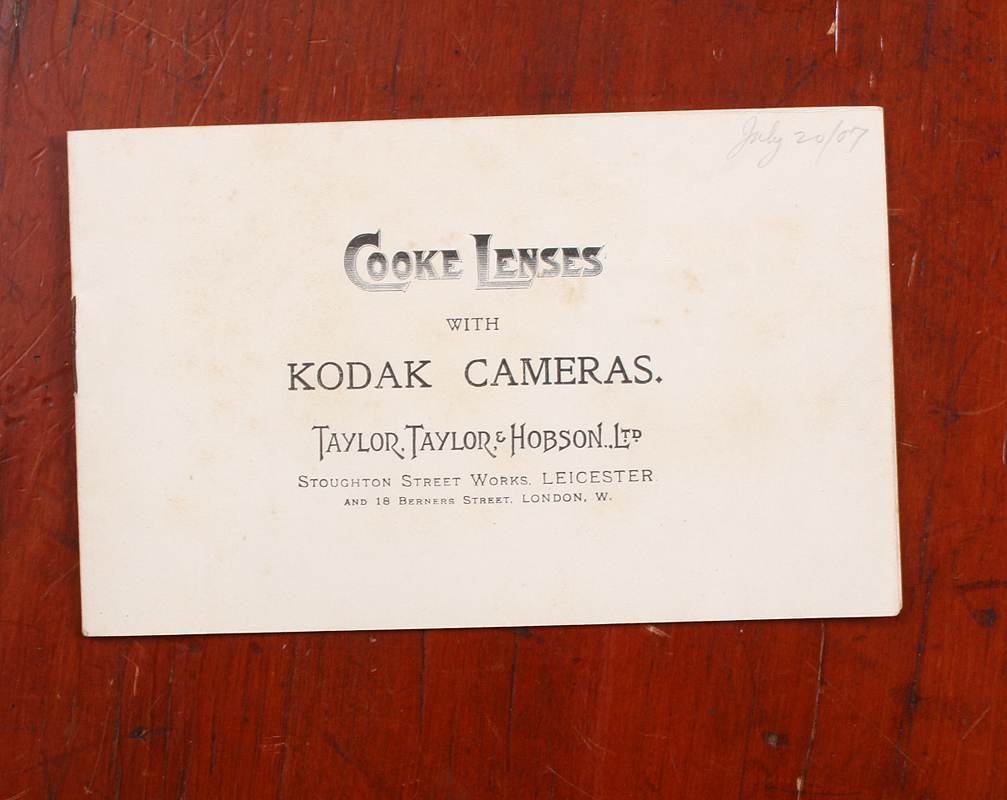 July 20/07
COOKE LENSES
WITH
KODAK CAMERAS.
TAYLOR, TAYLOR, & HOBSON., LTD
STOUGHTON STREET WORKS, LEICESTER.
AND 18 BERNERS STREET, LONDON, W.